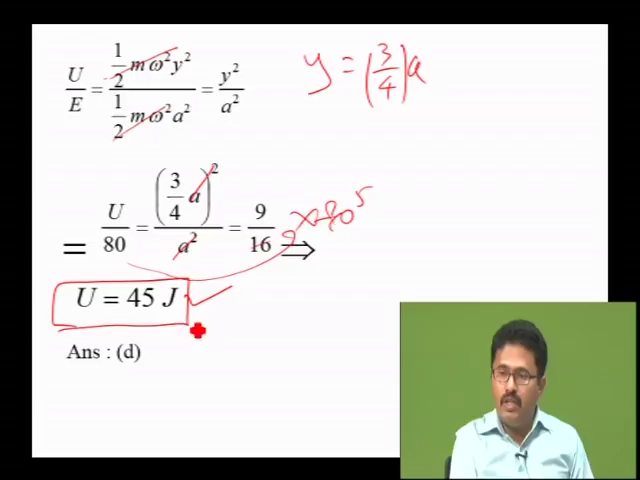 U/E = (1/2 mω²y²)/(1/2 mω²a²) = y²/a²
y = (3/4)a
= U/80 = (3/4 a)²/a² = 9/16 ⇒
×80 5
U = 45 J
Ans : (d)